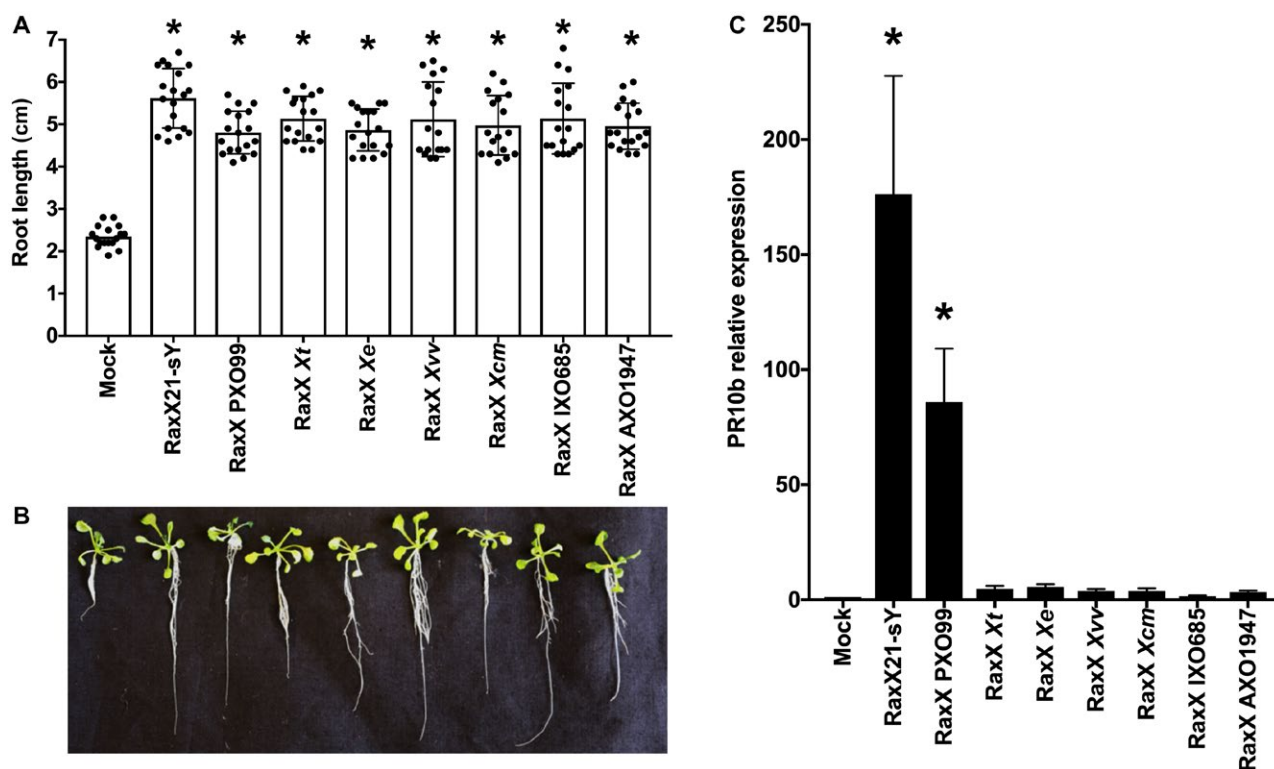 A
* * * * * * * *
Root length (cm)
7
6
5
4
3
2
1
0
Mock
RaxX21-sY
RaxX PXO99
RaxX Xt
RaxX Xe
RaxX Xvv
RaxX Xcm
RaxX IXO685
RaxX AXO1947
B
C
* *
PR10b relative expression
250
200
150
100
50
0
Mock
RaxX21-sY
RaxX PXO99
RaxX Xt
RaxX Xe
RaxX Xvv
RaxX Xcm
RaxX IXO685
RaxX AXO1947